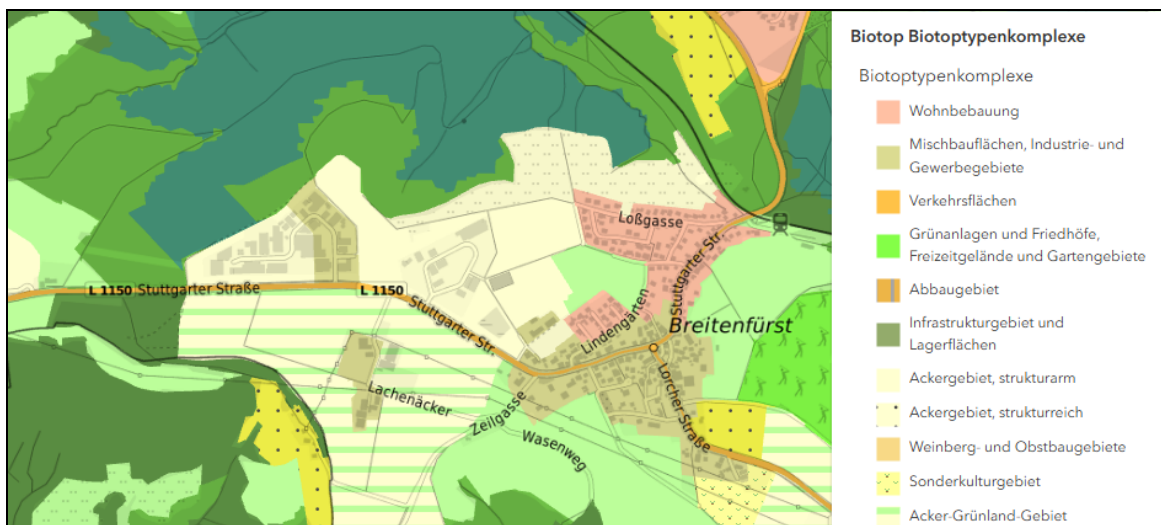 Loßgasse
Stuttgarter Str.
L 1150
Stuttgarter Straße
L 1150
Stuttgarter Str.
Lindengärten
Breitenfürst
Lachenäcker
Zeilgasse
Wasenweg
Lorcher Straße
Biotop Biotoptypenkomplexe
Biotoptypenkomplexe
Wohnbebauung
Mischbauflächen, Industrie- und
Gewerbegebiete
Verkehrsflächen
Grünanlagen und Friedhöfe,
Freizeitgelände und Gartengebiete
Abbaugebiet
Infrastrukturgebiet und
Lagerflächen
Ackergebiet, strukturarm
Ackergebiet, strukturreich
Weinberg- und Obstbaugebiete
Sonderkulturgebiet
Acker-Grünland-Gebiet